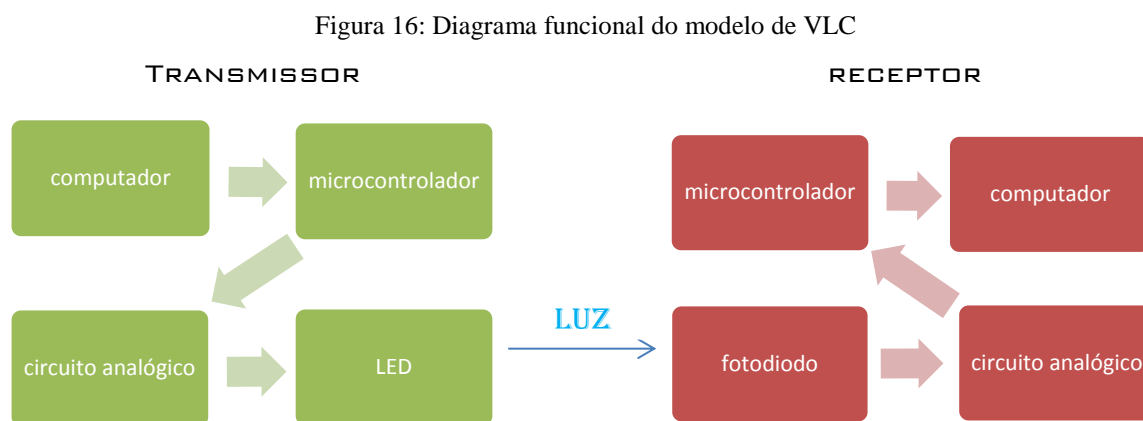 Figura 16: Diagrama funcional do modelo de VLC
TRANSMISSOR
computador
microcontrolador
circuito analógico
LED
LUZ
RECEPTOR
microcontrolador
computador
fotodiodo
circuito analógico